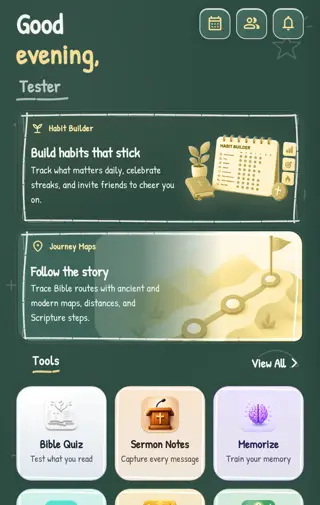 Good
evening,
Tester
Habit Builder
Build habits that stick
Track what matters daily, celebrate
streaks, and invite friends to cheer you
on.
HABIT BUILDER
Journey Maps
Follow the story
Trace Bible routes with ancient and
modern maps, distances, and
Scripture steps.
Tools
View All
Bible Quiz
Test what you read
Sermon Notes
Capture every message
Memorize
Train your memory